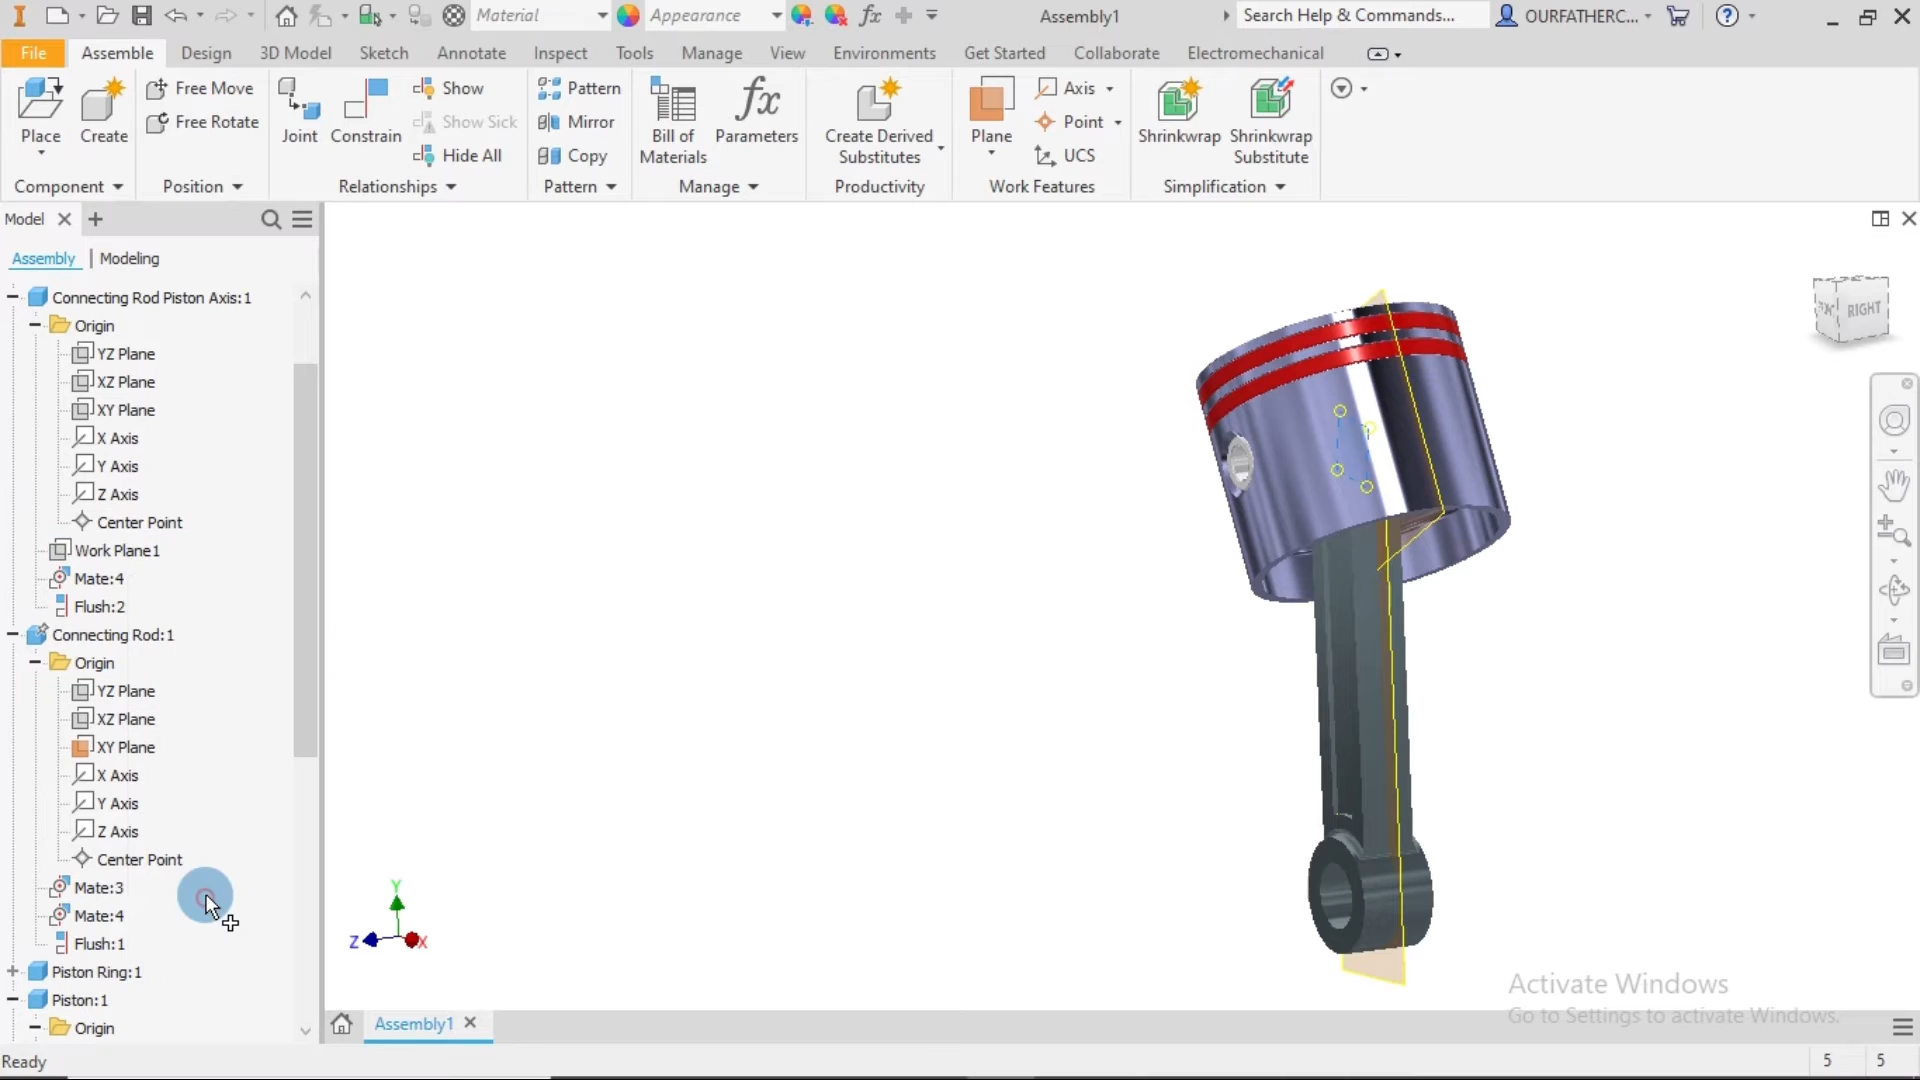 Material
Appearance
Assembly1
Search Help & Commands...
OURFATHERC...
File
Assemble
Design
3D Model
Sketch
Annotate
Inspect
Tools
Manage
View
Environments
Get Started
Collaborate
Electromechanical
Place
Create
Free Move
Free Rotate
Joint
Constrain
Show
Show Sick
Hide All
Pattern
Mirror
Copy
Bill of
Materials
Parameters
Create Derived
Substitutes
Plane
Axis
Point
UCS
Shrinkwrap
Shrinkwrap
Substitute
Component
Position
Relationships
Pattern
Manage
Productivity
Work Features
Simplification
Model
Assembly
Modeling
Connecting Rod Piston Axis:1
Origin
YZ Plane
XZ Plane
XY Plane
X Axis
Y Axis
Z Axis
Center Point
Work Plane1
Mate:4
Flush:2
Connecting Rod:1
Origin
YZ Plane
XZ Plane
XY Plane
X Axis
Y Axis
Z Axis
Center Point
Mate:3
Mate:4
Flush:1
Piston Ring:1
Piston:1
Origin
RIGHT
Y
Z
X
Activate Windows
Go to Settings to activate Windows.
Assembly1
Ready
5
5